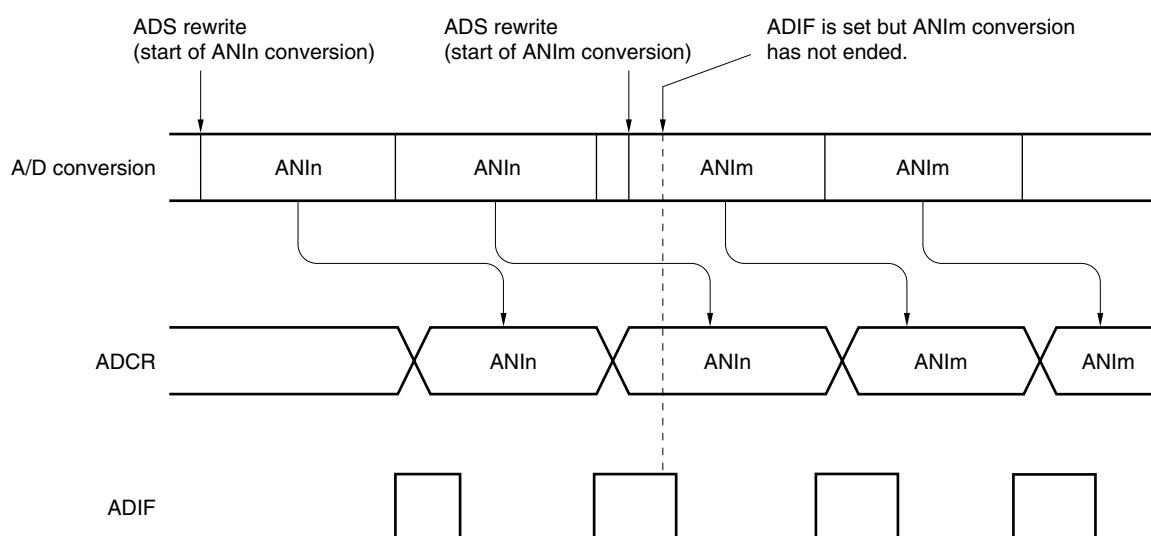 ADS rewrite
(start of ANIn conversion)
ADS rewrite
(start of ANIm conversion)
ADIF is set but ANIm conversion
has not ended.
A/D conversion
ANIn
ANIn
ANIm
ANIm
ADCR
ANIn
ANIn
ANIm
ANIm
ADIF